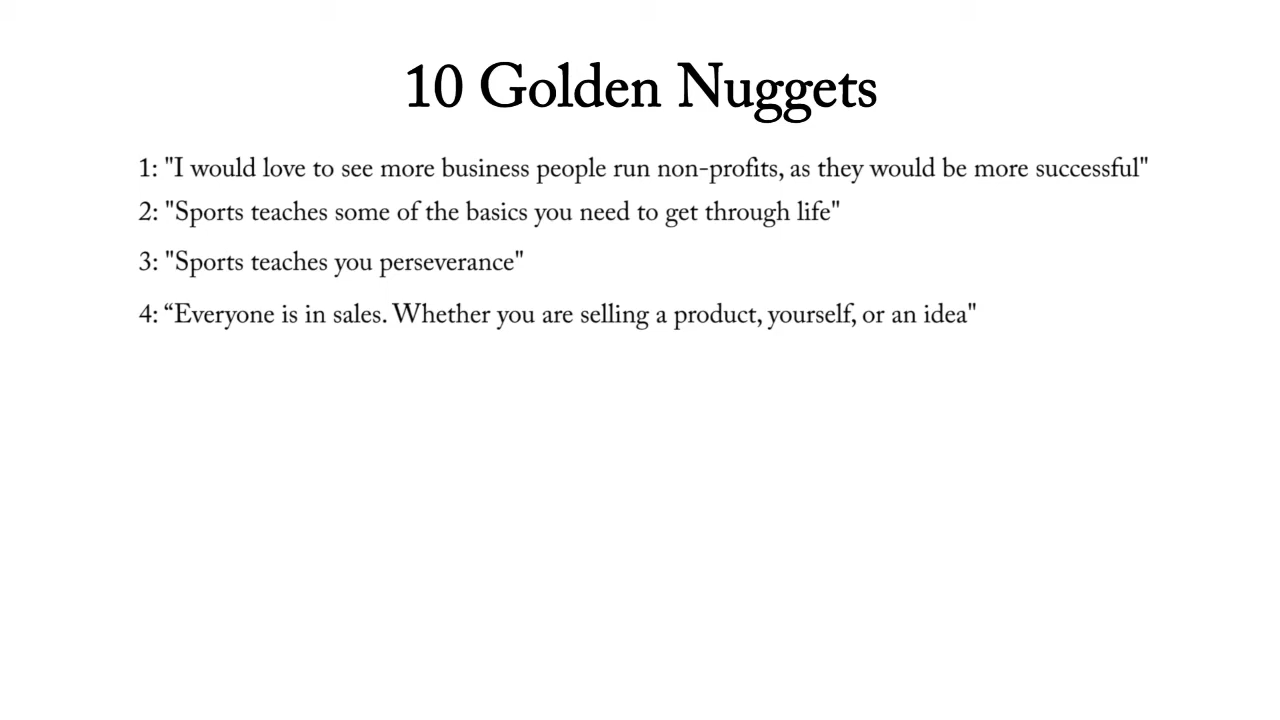 10 Golden Nuggets
1: "I would love to see more business people run non-profits, as they would be more successful"
2: "Sports teaches some of the basics you need to get through life"
3: "Sports teaches you perseverance"
4: “Everyone is in sales. Whether you are selling a product, yourself, or an idea"